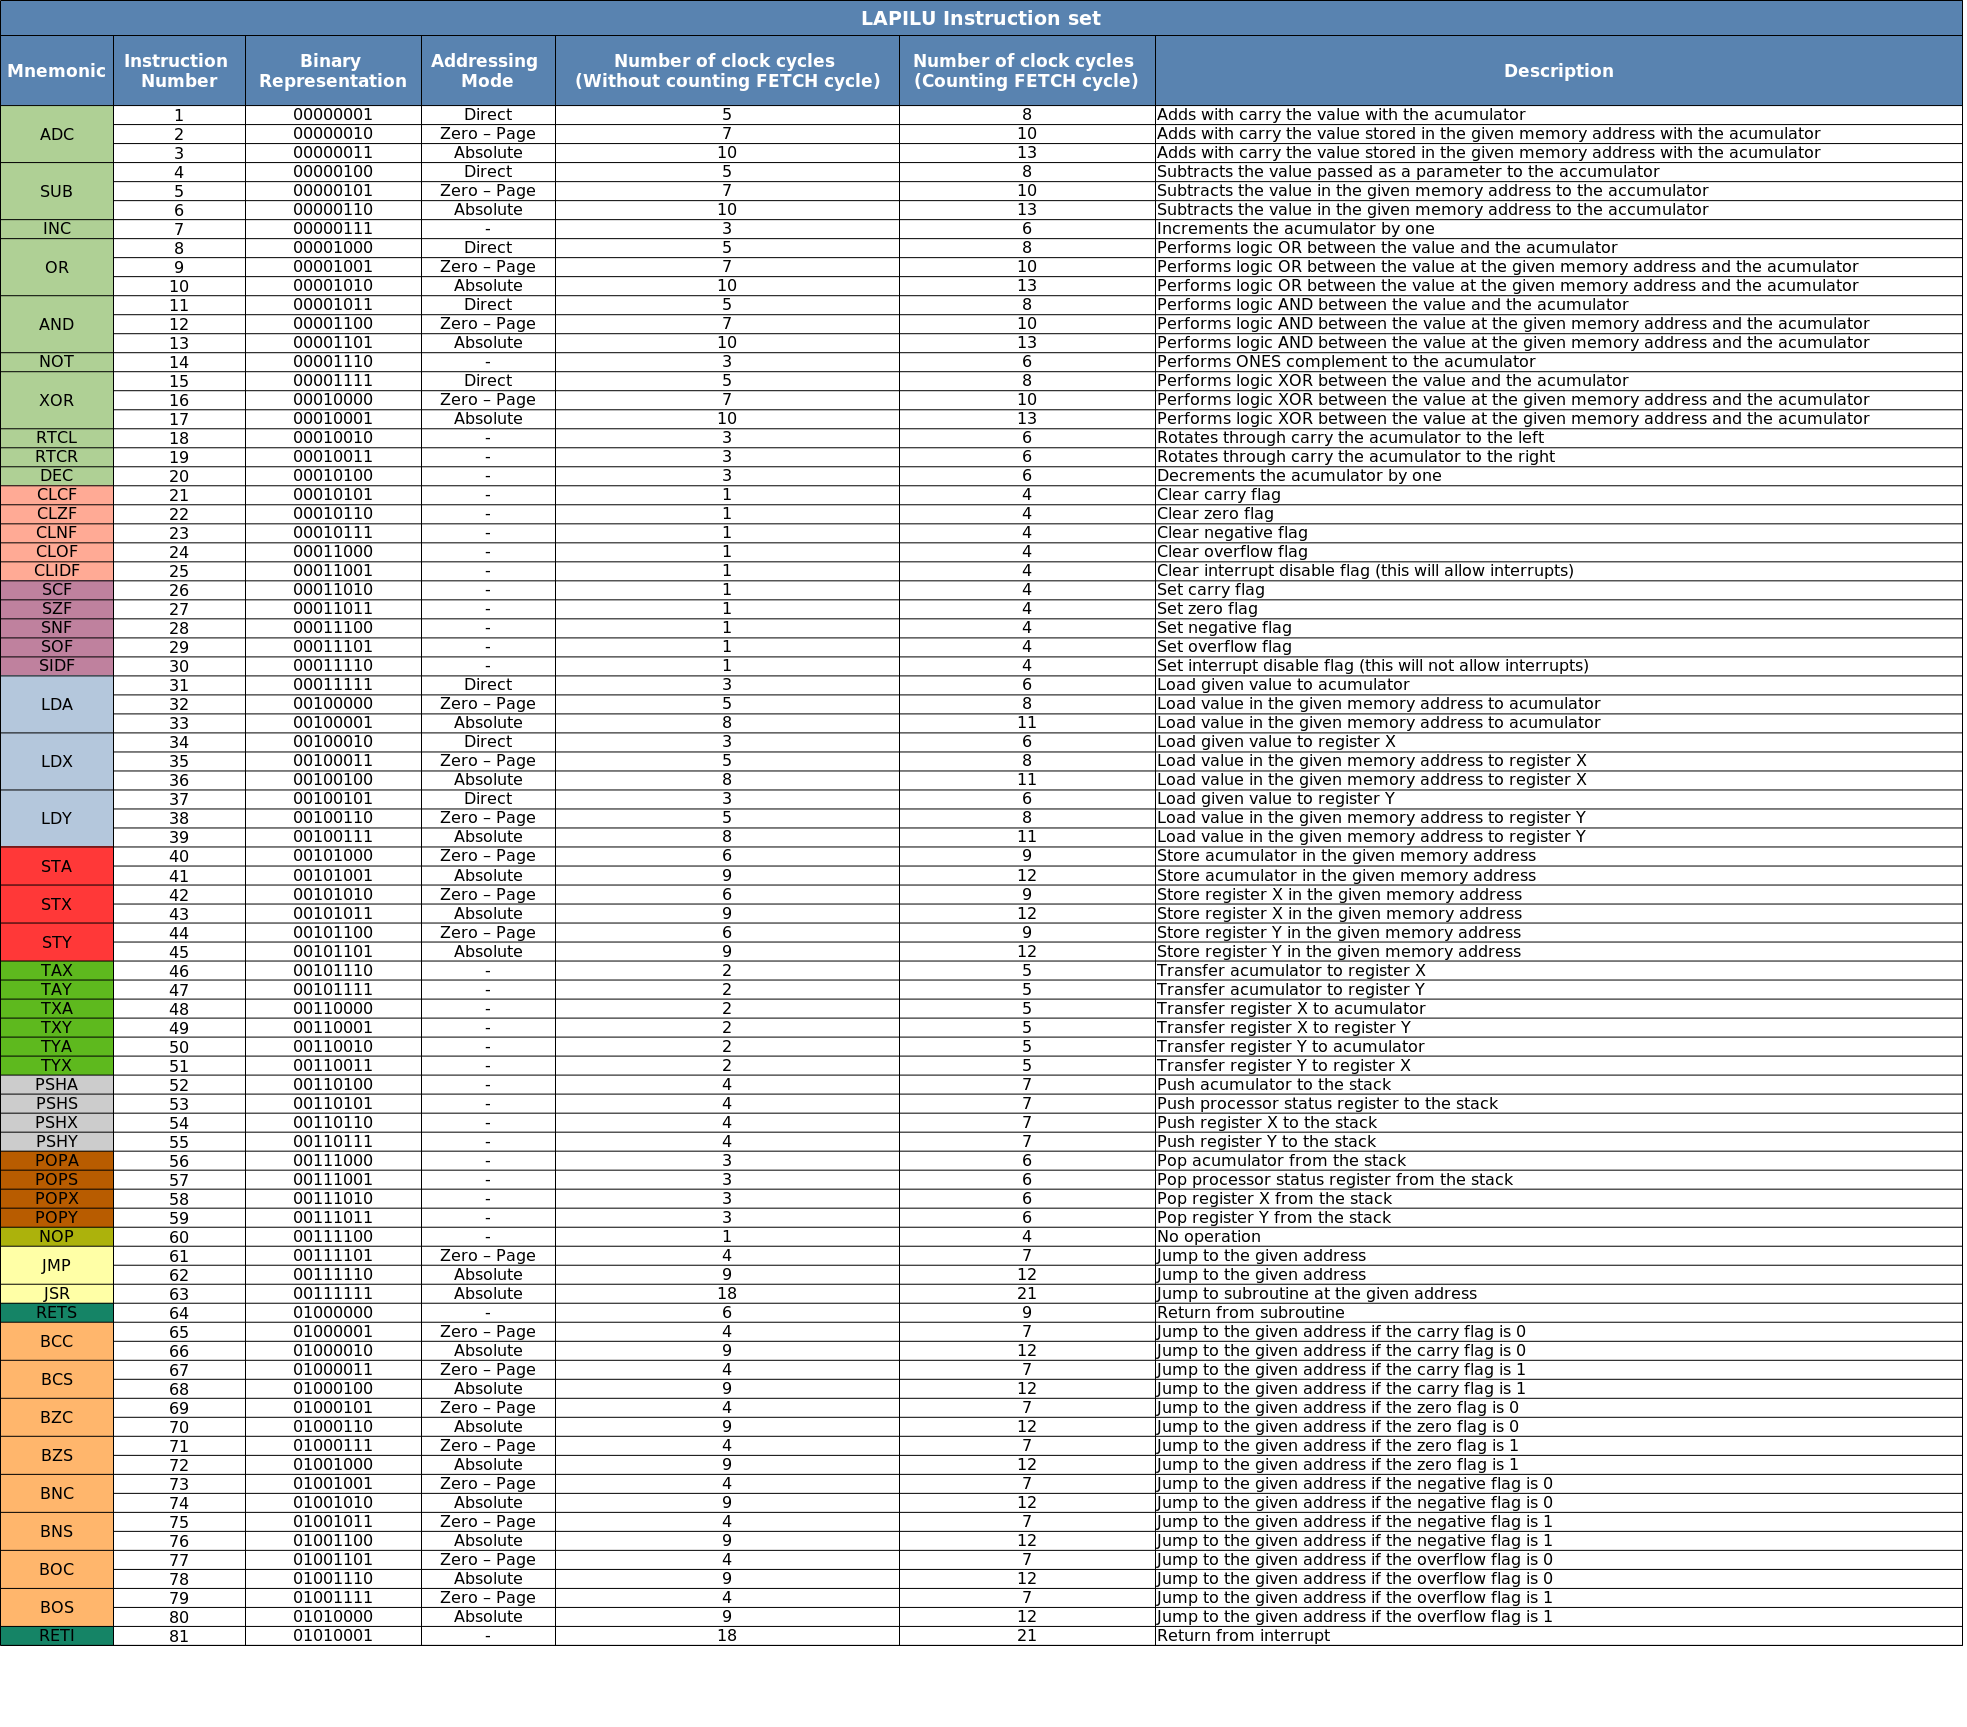 LAPILU Instruction set
Mnemonic Instruction Number Binary Representation Addressing Mode Number of clock cycles (Without counting FETCH cycle) Number of clock cycles (Counting FETCH cycle) Description
ADC 1 00000001 Direct 5 8 Adds with carry the value with the acumulator
2 00000010 Zero – Page 7 10 Adds with carry the value stored in the given memory address with the acumulator
3 00000011 Absolute 10 13 Adds with carry the value stored in the given memory address with the acumulator
SUB 4 00000100 Direct 5 8 Subtracts the value passed as a parameter to the accumulator
5 00000101 Zero – Page 7 10 Subtracts the value in the given memory address to the accumulator
6 00000110 Absolute 10 13 Subtracts the value in the given memory address to the accumulator
INC 7 00000111 - 3 6 Increments the acumulator by one
OR 8 00001000 Direct 5 8 Performs logic OR between the value and the acumulator
9 00001001 Zero – Page 7 10 Performs logic OR between the value at the given memory address and the acumulator
10 00001010 Absolute 10 13 Performs logic OR between the value at the given memory address and the acumulator
AND 11 00001011 Direct 5 8 Performs logic AND between the value and the acumulator
12 00001100 Zero – Page 7 10 Performs logic AND between the value at the given memory address and the acumulator
13 00001101 Absolute 10 13 Performs logic AND between the value at the given memory address and the acumulator
NOT 14 00001110 - 3 6 Performs ONES complement to the acumulator
XOR 15 00001111 Direct 5 8 Performs logic XOR between the value and the acumulator
16 00010000 Zero – Page 7 10 Performs logic XOR between the value at the given memory address and the acumulator
17 00010001 Absolute 10 13 Performs logic XOR between the value at the given memory address and the acumulator
RTCL 18 00010010 - 3 6 Rotates through carry the acumulator to the left
RTCR 19 00010011 - 3 6 Rotates through carry the acumulator to the right
DEC 20 00010100 - 3 6 Decrements the acumulator by one
CLCF 21 00010101 - 1 4 Clear carry flag
CLZF 22 00010110 - 1 4 Clear zero flag
CLNF 23 00010111 - 1 4 Clear negative flag
CLOF 24 00011000 - 1 4 Clear overflow flag
CLIDF 25 00011001 - 1 4 Clear interrupt disable flag (this will allow interrupts)
SCF 26 00011010 - 1 4 Set carry flag
SZF 27 00011011 - 1 4 Set zero flag
SNF 28 00011100 - 1 4 Set negative flag
SOF 29 00011101 - 1 4 Set overflow flag
SIDF 30 00011110 - 1 4 Set interrupt disable flag (this will not allow interrupts)
LDA 31 00011111 Direct 3 6 Load given value to acumulator
32 00100000 Zero – Page 5 8 Load value in the given memory address to acumulator
33 00100001 Absolute 8 11 Load value in the given memory address to acumulator
LDX 34 00100010 Direct 3 6 Load given value to register X
35 00100011 Zero – Page 5 8 Load value in the given memory address to register X
36 00100100 Absolute 8 11 Load value in the given memory address to register X
LDY 37 00100101 Direct 3 6 Load given value to register Y
38 00100110 Zero – Page 5 8 Load value in the given memory address to register Y
39 00100111 Absolute 8 11 Load value in the given memory address to register Y
STA 40 00101000 Zero – Page 6 9 Store acumulator in the given memory address
41 00101001 Absolute 9 12 Store acumulator in the given memory address
STX 42 00101010 Zero – Page 6 9 Store register X in the given memory address
43 00101011 Absolute 9 12 Store register X in the given memory address
STY 44 00101100 Zero – Page 6 9 Store register Y in the given memory address
45 00101101 Absolute 9 12 Store register Y in the given memory address
TAX 46 00101110 - 2 5 Transfer acumulator to register X
TAY 47 00101111 - 2 5 Transfer acumulator to register Y
TXA 48 00110000 - 2 5 Transfer register X to acumulator
TXY 49 00110001 - 2 5 Transfer register X to register Y
TYA 50 00110010 - 2 5 Transfer register Y to acumulator
TYX 51 00110011 - 2 5 Transfer register Y to register X
PSHA 52 00110100 - 4 7 Push acumulator to the stack
PSHS 53 00110101 - 4 7 Push processor status register to the stack
PSHX 54 00110110 - 4 7 Push register X to the stack
PSHY 55 00110111 - 4 7 Push register Y to the stack
POPA 56 00111000 - 3 6 Pop acumulator from the stack
POPS 57 00111001 - 3 6 Pop processor status register from the stack
POPX 58 00111010 - 3 6 Pop register X from the stack
POPY 59 00111011 - 3 6 Pop register Y from the stack
NOP 60 00111100 - 1 4 No operation
JMP 61 00111101 Zero – Page 4 7 Jump to the given address
62 00111110 Absolute 9 12 Jump to the given address
JSR 63 00111111 Absolute 18 21 Jump to subroutine at the given address
RETS 64 01000000 - 6 9 Return from subroutine
BCC 65 01000001 Zero – Page 4 7 Jump to the given address if the carry flag is 0
66 01000010 Absolute 9 12 Jump to the given address if the carry flag is 0
BCS 67 01000011 Zero – Page 4 7 Jump to the given address if the carry flag is 1
68 01000100 Absolute 9 12 Jump to the given address if the carry flag is 1
BZC 69 01000101 Zero – Page 4 7 Jump to the given address if the zero flag is 0
70 01000110 Absolute 9 12 Jump to the given address if the zero flag is 0
BZS 71 01000111 Zero – Page 4 7 Jump to the given address if the zero flag is 1
72 01001000 Absolute 9 12 Jump to the given address if the zero flag is 1
BNC 73 01001001 Zero – Page 4 7 Jump to the given address if the negative flag is 0
74 01001010 Absolute 9 12 Jump to the given address if the negative flag is 0
BNS 75 01001011 Zero – Page 4 7 Jump to the given address if the negative flag is 1
76 01001100 Absolute 9 12 Jump to the given address if the negative flag is 1
BOC 77 01001101 Zero – Page 4 7 Jump to the given address if the overflow flag is 0
78 01001110 Absolute 9 12 Jump to the given address if the overflow flag is 0
BOS 79 01001111 Zero – Page 4 7 Jump to the given address if the overflow flag is 1
80 01010000 Absolute 9 12 Jump to the given address if the overflow flag is 1
RETI 81 01010001 - 18 21 Return from interrupt